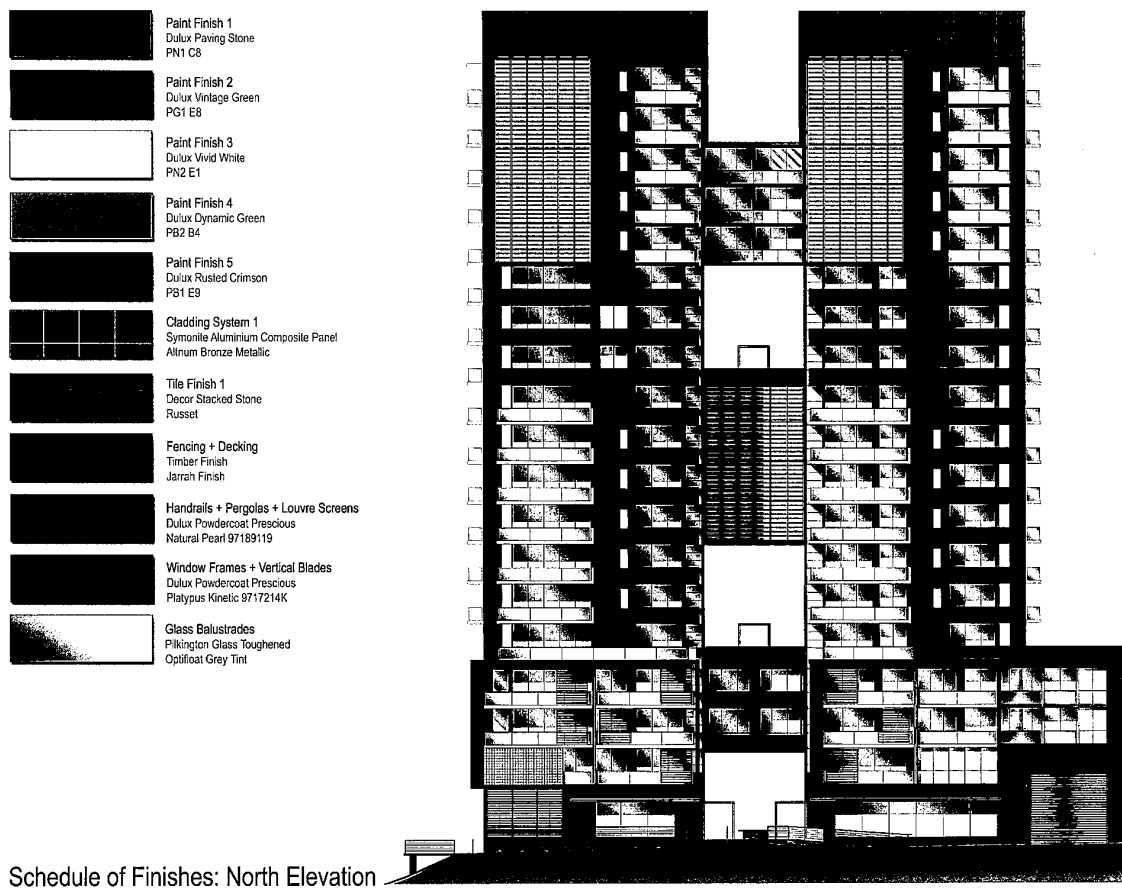 Paint Finish 1
Dulux Paving Stone
PN1 C8
Paint Finish 2
Dulux Vintage Green
PG1 E8
Paint Finish 3
Dulux Vivid White
PN2 E1
Paint Finish 4
Dulux Dynamic Green
PB2 B4
Paint Finish 5
Dulux Rusted Crimson
PB1 E9
Cladding System 1
Symonite Aluminium Composite Panel
Altnum Bronze Metallic
Tile Finish 1
Decor Stacked Stone
Russet
Fencing + Decking
Timber Finish
Jarrah Finish
Handrails + Pergolas + Louvre Screens
Dulux Powdercoat Prescious
Natural Pearl 97189119
Window Frames + Vertical Blades
Dulux Powdercoat Prescious
Platypus Kinetic 9717214K
Glass Balustrades
Pilkington Glass Toughened
Optifloat Grey Tint
Schedule of Finishes: North Elevation